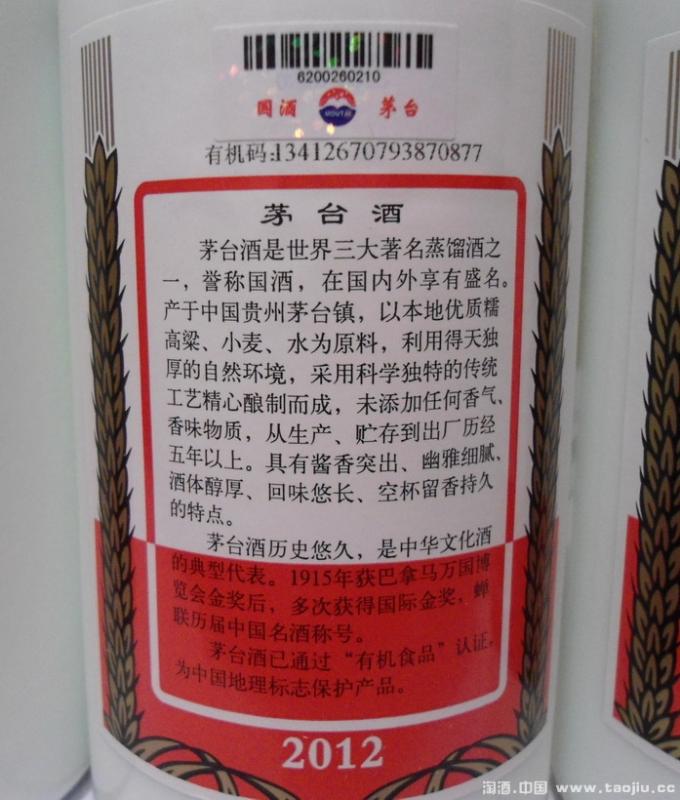 6200260210
国酒 MOUTAI 茅台
有机码:13412670793870877
茅台酒
茅台酒是世界三大著名蒸馏酒之
一，誉称国酒，在国内外享有盛名。
产于中国贵州茅台镇，以本地优质糯
高粱、小麦、水为原料，利用得天独
厚的自然环境，采用科学独特的传统
工艺精心酿制而成，未添加任何香气、
香味物质，从生产、贮存到出厂历经
五年以上。具有酱香突出、幽雅细腻、
酒体醇厚、回味悠长、空杯留香持久
的特点。
茅台酒历史悠久，是中华文化酒
的典型代表。1915年获巴拿马万国博
览会金奖后，多次获得国际金奖，蝉
联历届中国名酒称号。
茅台酒已通过“有机食品”认证，
为中国地理标志保护产品。
2012
淘酒.中国 www.taojiu.cc